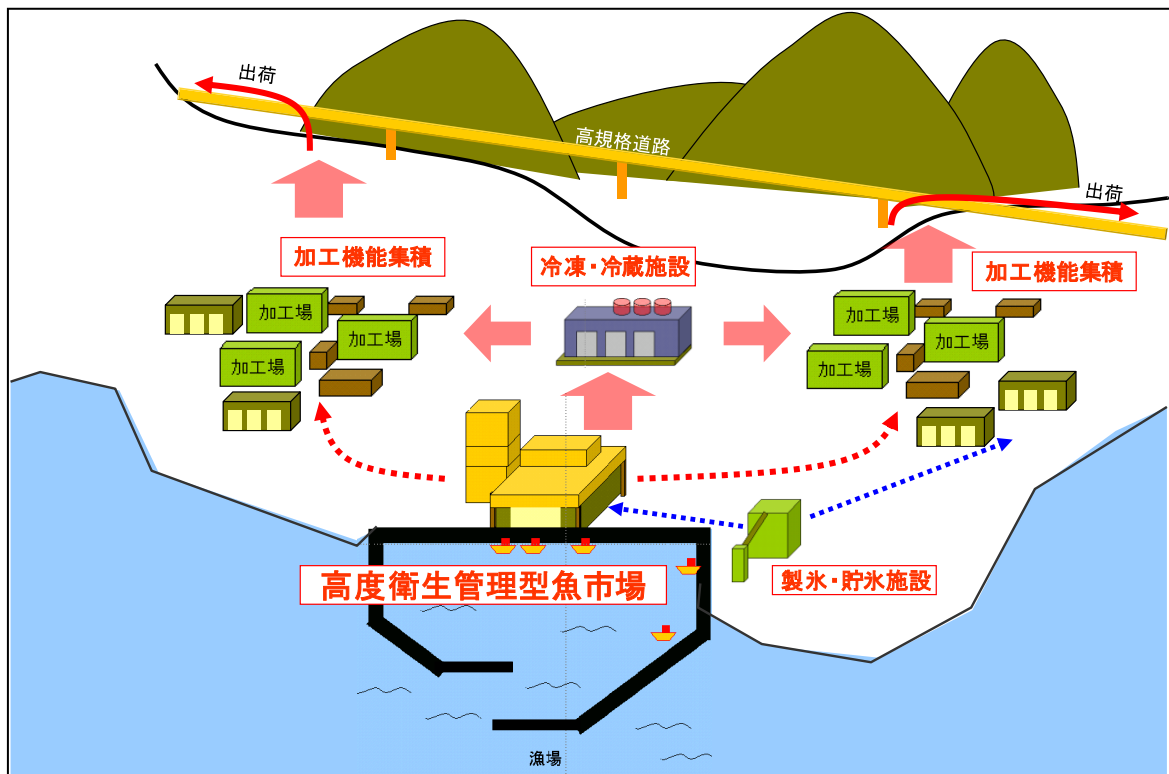 出荷
高規格道路
出荷
加工機能集積
冷凍・冷蔵施設
加工機能集積
加工場
加工場
加工場
加工場
加工場
加工場
高度衛生管理型魚市場
製氷・貯氷施設
漁場